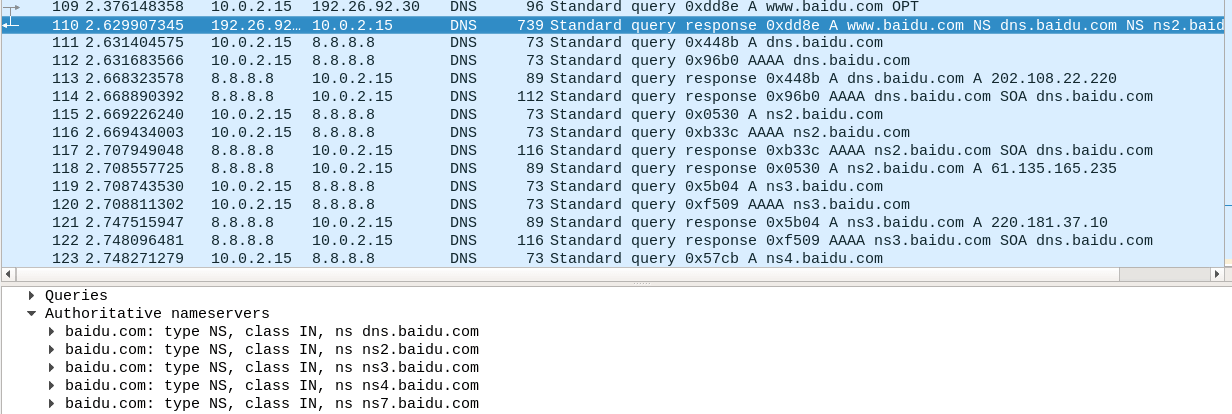 109 2.376148358 10.0.2.15 192.26.92.30 DNS 96 Standard query 0xdd8e A www.baidu.com OPT
110 2.629907345 192.26.92… 10.0.2.15 DNS 739 Standard query response 0xdd8e A www.baidu.com NS dns.baidu.com NS ns2.baid
111 2.631404575 10.0.2.15 8.8.8.8 DNS 73 Standard query 0x448b A dns.baidu.com
112 2.631683566 10.0.2.15 8.8.8.8 DNS 73 Standard query 0x96b0 AAAA dns.baidu.com
113 2.668323578 8.8.8.8 10.0.2.15 DNS 89 Standard query response 0x448b A dns.baidu.com A 202.108.22.220
114 2.668890392 8.8.8.8 10.0.2.15 DNS 112 Standard query response 0x96b0 AAAA dns.baidu.com SOA dns.baidu.com
115 2.669226240 10.0.2.15 8.8.8.8 DNS 73 Standard query 0x0530 A ns2.baidu.com
116 2.669434003 10.0.2.15 8.8.8.8 DNS 73 Standard query 0xb33c AAAA ns2.baidu.com
117 2.707949048 8.8.8.8 10.0.2.15 DNS 116 Standard query response 0xb33c AAAA ns2.baidu.com SOA dns.baidu.com
118 2.708557725 8.8.8.8 10.0.2.15 DNS 89 Standard query response 0x0530 A ns2.baidu.com A 61.135.165.235
119 2.708743530 10.0.2.15 8.8.8.8 DNS 73 Standard query 0x5b04 A ns3.baidu.com
120 2.708811302 10.0.2.15 8.8.8.8 DNS 73 Standard query 0xf509 AAAA ns3.baidu.com
121 2.747515947 8.8.8.8 10.0.2.15 DNS 89 Standard query response 0x5b04 A ns3.baidu.com A 220.181.37.10
122 2.748096481 8.8.8.8 10.0.2.15 DNS 116 Standard query response 0xf509 AAAA ns3.baidu.com SOA dns.baidu.com
123 2.748271279 10.0.2.15 8.8.8.8 DNS 73 Standard query 0x57cb A ns4.baidu.com
Queries
Authoritative nameservers
baidu.com: type NS, class IN, ns dns.baidu.com
baidu.com: type NS, class IN, ns ns2.baidu.com
baidu.com: type NS, class IN, ns ns3.baidu.com
baidu.com: type NS, class IN, ns ns4.baidu.com
baidu.com: type NS, class IN, ns ns7.baidu.com